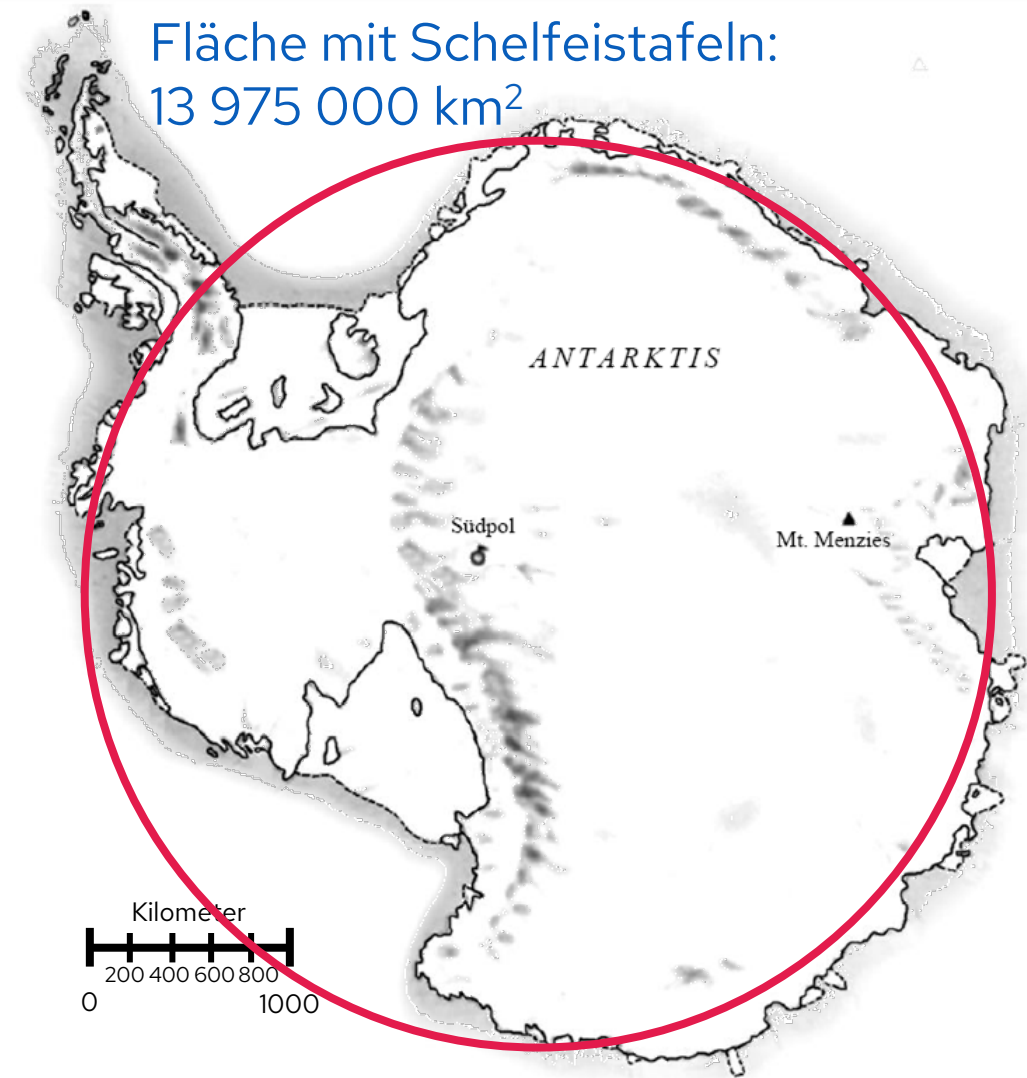 Fläche mit Schelfeistafeln:
13 975 000 km²
ANTARKTIS
Südpol
Mt. Menzies
Kilometer
200 400 600 800
0 1000